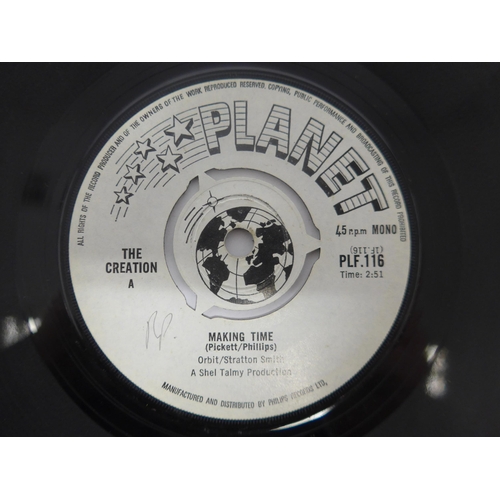 ALL RIGHTS OF THE RECORD PRODUCER AND OF THE OWNERS OF THE WORK REPRODUCED RESERVED. COPYING, PUBLIC PERFORMANCE AND BROADCASTING OF THIS RECORD PROHIBITED
PLANET
45 r.p.m MONO
(1F.116)
PLF.116
Time: 2:51
THE
CREATION
A
MAKING TIME
(Pickett/Phillips)
Orbit/Stratton Smith
A Shel Talmy Production
MANUFACTURED AND DISTRIBUTED BY PHILIPS RECORDS LTD.